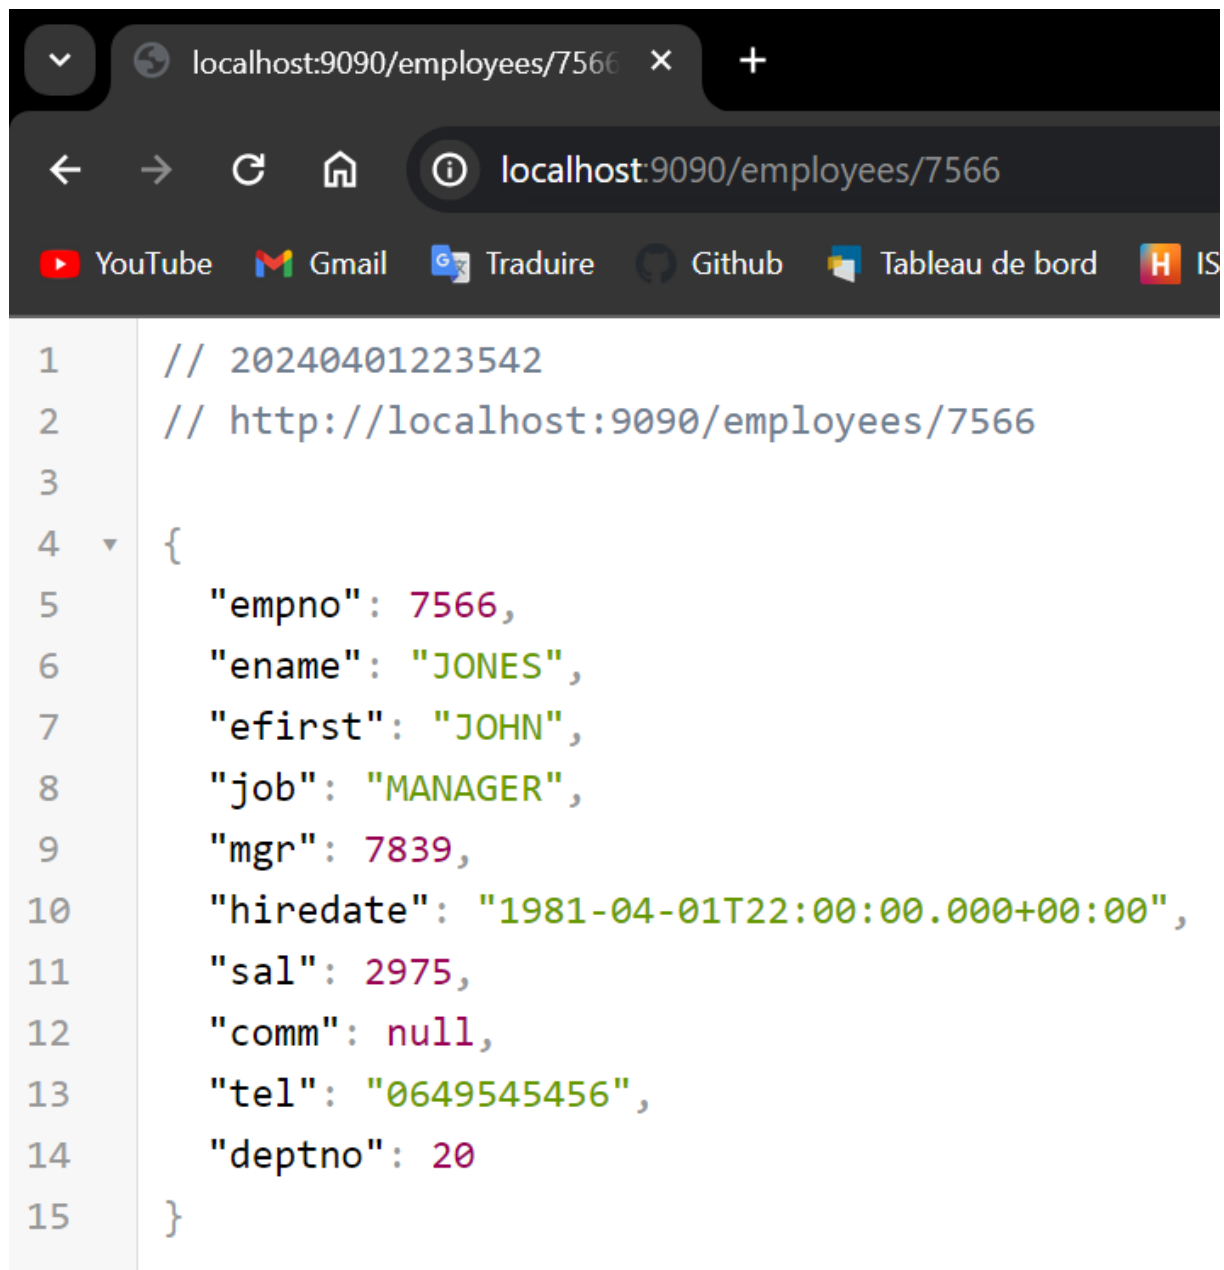 localhost:9090/employees/7566
localhost:9090/employees/7566
YouTube Gmail Traduire Github Tableau de bord H IS
1 // 20240401223542
2 // http://localhost:9090/employees/7566
3
4 {
5 "empno": 7566,
6 "ename": "JONES",
7 "efirst": "JOHN",
8 "job": "MANAGER",
9 "mgr": 7839,
10 "hiredate": "1981-04-01T22:00:00.000+00:00",
11 "sal": 2975,
12 "comm": null,
13 "tel": "0649545456",
14 "deptno": 20
15 }